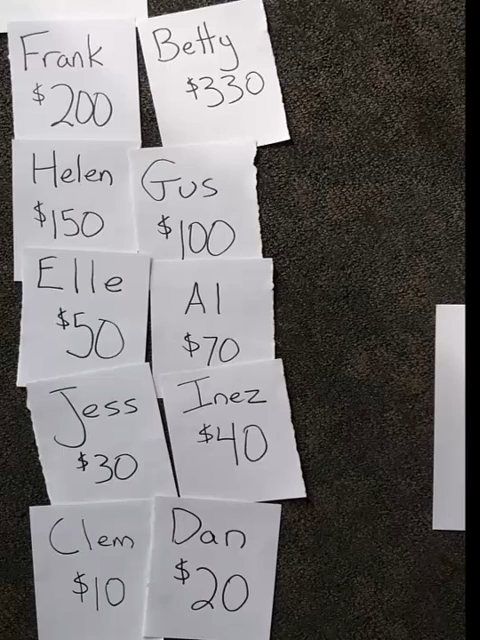 Frank
$200
Betty
$330
Helen
$150
Gus
$100
Elle
$50
Al
$70
Jess
$30
Inez
$40
Clem
$10
Dan
$20